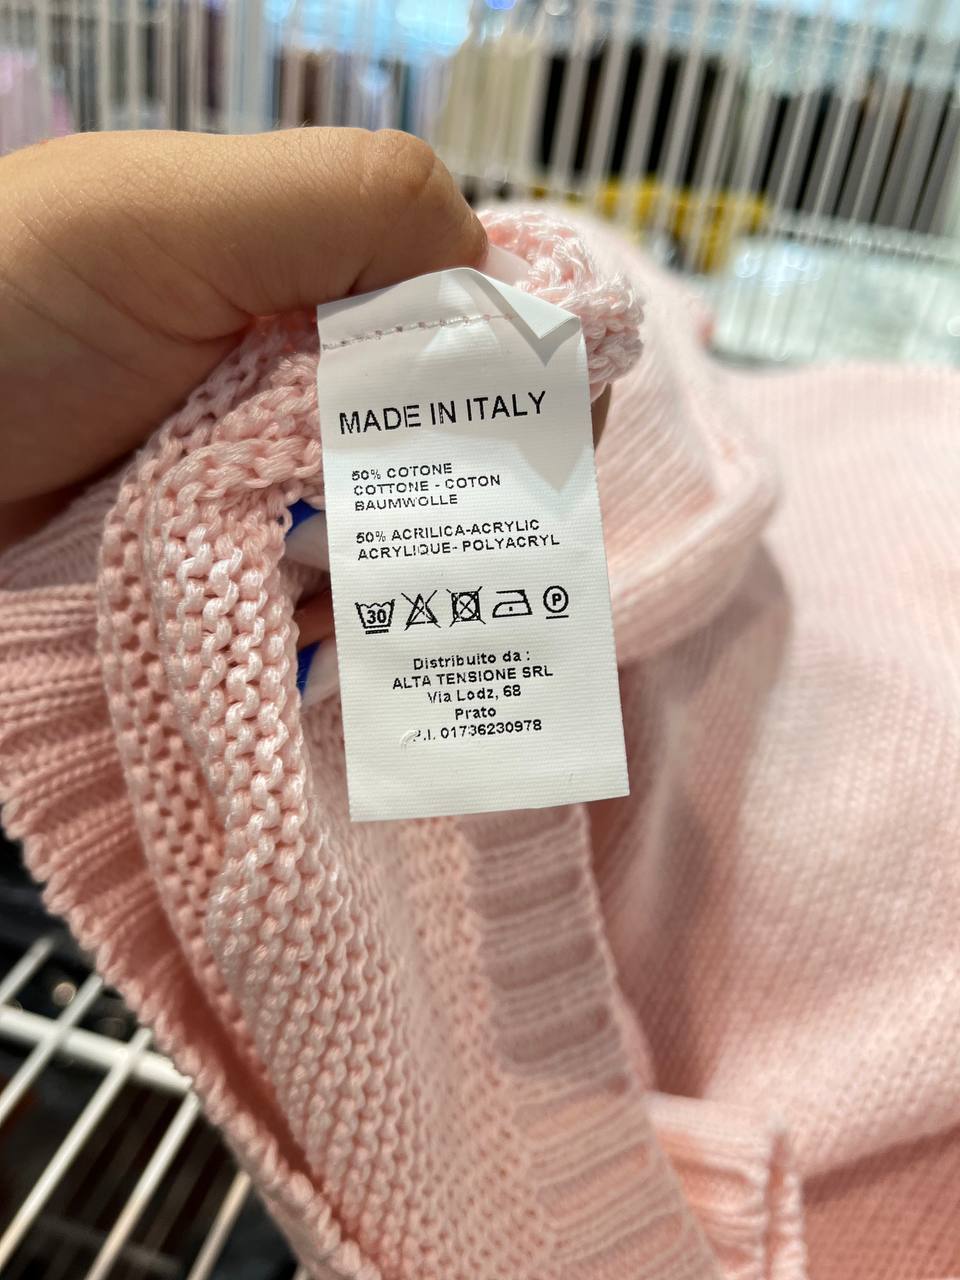 MADE IN ITALY
50% COTONE
COTTONE - COTON
BAUMWOLLE
50% ACRILICA-ACRYLIC
ACRYLIQUE- POLYACRYL
30
P
Distribuito da :
ALTA TENSIONE SRL
Via Lodz, 68
Prato
P.I. 01736230978